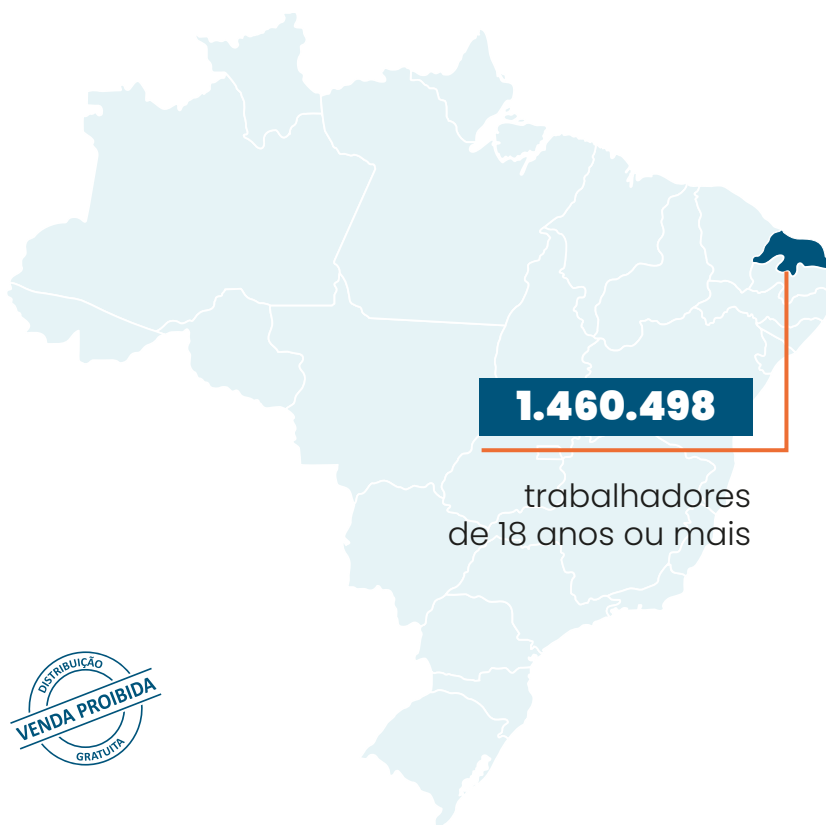 1.460.498
trabalhadores
de 18 anos ou mais
DISTRIBUIÇÃO
VENDA PROIBIDA
GRATUITA